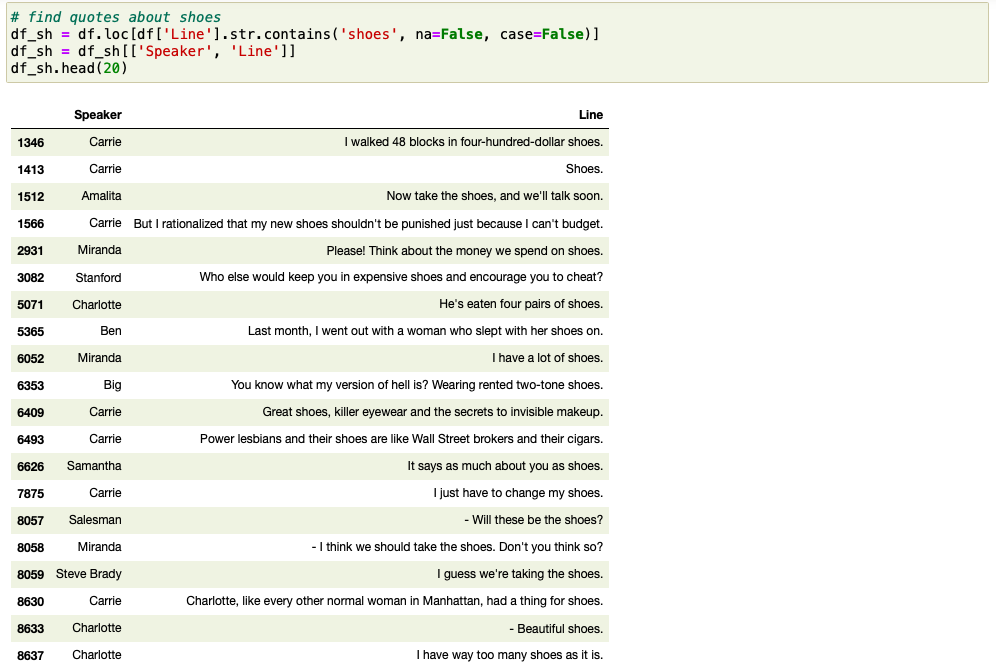 # find quotes about shoes
df_sh = df.loc[df['Line'].str.contains('shoes', na=False, case=False)]
df_sh = df_sh[['Speaker', 'Line']]
df_sh.head(20)
Speaker Line
1346 Carrie I walked 48 blocks in four-hundred-dollar shoes.
1413 Carrie Shoes.
1512 Amalita Now take the shoes, and we'll talk soon.
1566 Carrie But I rationalized that my new shoes shouldn't be punished just because I can't budget.
2931 Miranda Please! Think about the money we spend on shoes.
3082 Stanford Who else would keep you in expensive shoes and encourage you to cheat?
5071 Charlotte He's eaten four pairs of shoes.
5365 Ben Last month, I went out with a woman who slept with her shoes on.
6052 Miranda I have a lot of shoes.
6353 Big You know what my version of hell is? Wearing rented two-tone shoes.
6409 Carrie Great shoes, killer eyewear and the secrets to invisible makeup.
6493 Carrie Power lesbians and their shoes are like Wall Street brokers and their cigars.
6626 Samantha It says as much about you as shoes.
7875 Carrie I just have to change my shoes.
8057 Salesman - Will these be the shoes?
8058 Miranda - I think we should take the shoes. Don't you think so?
8059 Steve Brady I guess we're taking the shoes.
8630 Carrie Charlotte, like every other normal woman in Manhattan, had a thing for shoes.
8633 Charlotte - Beautiful shoes.
8637 Charlotte I have way too many shoes as it is.